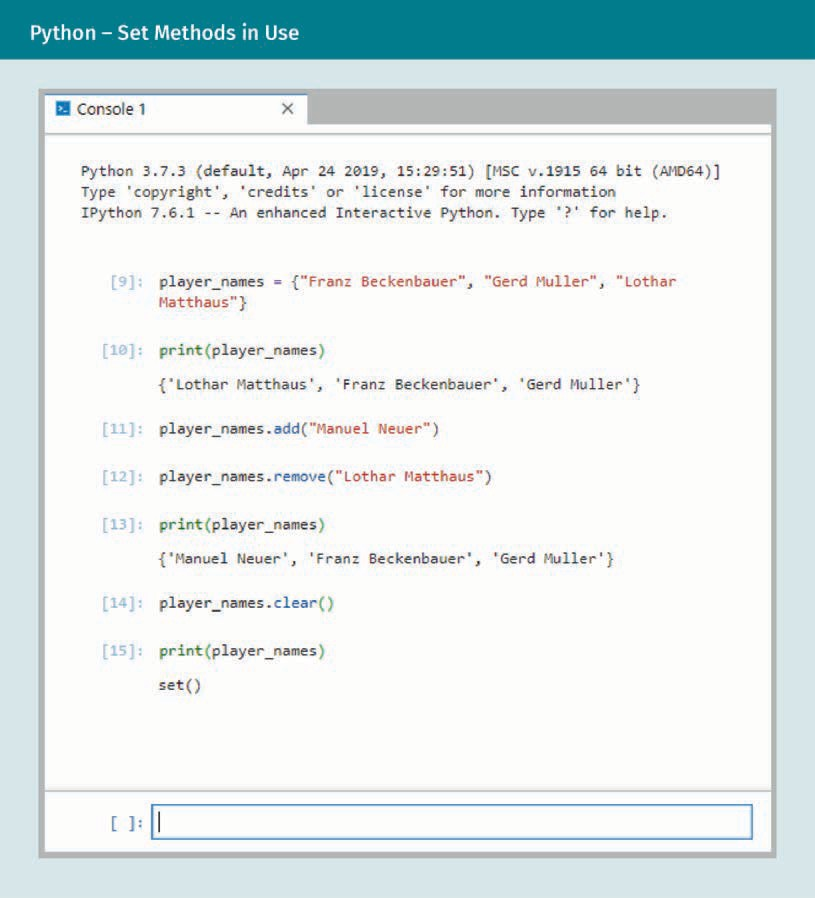 Python – Set Methods in Use
Console 1
Python 3.7.3 (default, Apr 24 2019, 15:29:51) [MSC v.1915 64 bit (AMD64)]
Type 'copyright', 'credits' or 'license' for more information
IPython 7.6.1 -- An enhanced Interactive Python. Type '?' for help.
[9]: player_names = {"Franz Beckenbauer", "Gerd Muller", "Lothar
Matthaus"}
[10]: print(player_names)
{'Lothar Matthaus', 'Franz Beckenbauer', 'Gerd Muller'}
[11]: player_names.add("Manuel Neuer")
[12]: player_names.remove("Lothar Matthaus")
[13]: print(player_names)
{'Manuel Neuer', 'Franz Beckenbauer', 'Gerd Muller'}
[14]: player_names.clear()
[15]: print(player_names)
set()
[ ]: